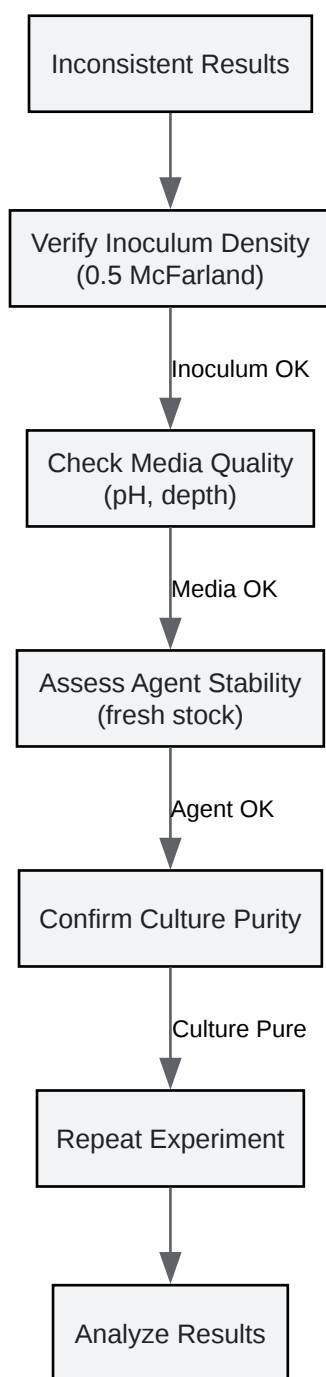 Inconsistent Results
Verify Inoculum Density
(0.5 McFarland)
Inoculum OK
Check Media Quality
(pH, depth)
Media OK
Assess Agent Stability
(fresh stock)
Agent OK
Confirm Culture Purity
Culture Pure
Repeat Experiment
Analyze Results